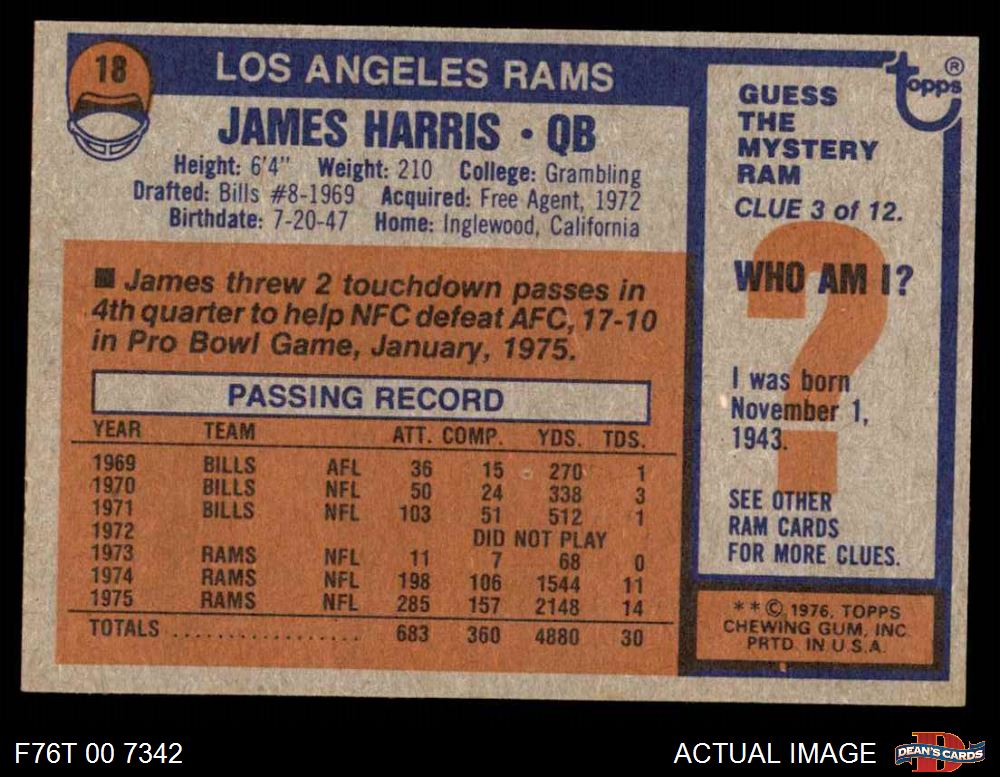 18
LOS ANGELES RAMS
JAMES HARRIS • QB
Height: 6'4" Weight: 210 College: Grambling
Drafted: Bills #8-1969 Acquired: Free Agent, 1972
Birthdate: 7-20-47 Home: Inglewood, California
■ James threw 2 touchdown passes in
4th quarter to help NFC defeat AFC, 17-10
in Pro Bowl Game, January, 1975.
PASSING RECORD
YEAR TEAM ATT. COMP. YDS. TDS.
1969 BILLS AFL 36 15 270 1
1970 BILLS NFL 50 24 338 3
1971 BILLS NFL 103 51 512 1
1972 DID NOT PLAY
1973 RAMS NFL 11 7 68 0
1974 RAMS NFL 198 106 1544 11
1975 RAMS NFL 285 157 2148 14
TOTALS .................. 683 360 4880 30
topps ®
GUESS
THE
MYSTERY
RAM
CLUE 3 of 12.
?
WHO AM I?
I was born
November 1,
1943.
SEE OTHER
RAM CARDS
FOR MORE CLUES.
** © 1976, TOPPS
CHEWING GUM, INC
PRTD. IN U.S.A.
F76T 00 7342
ACTUAL IMAGE
D
DEAN'S CARDS